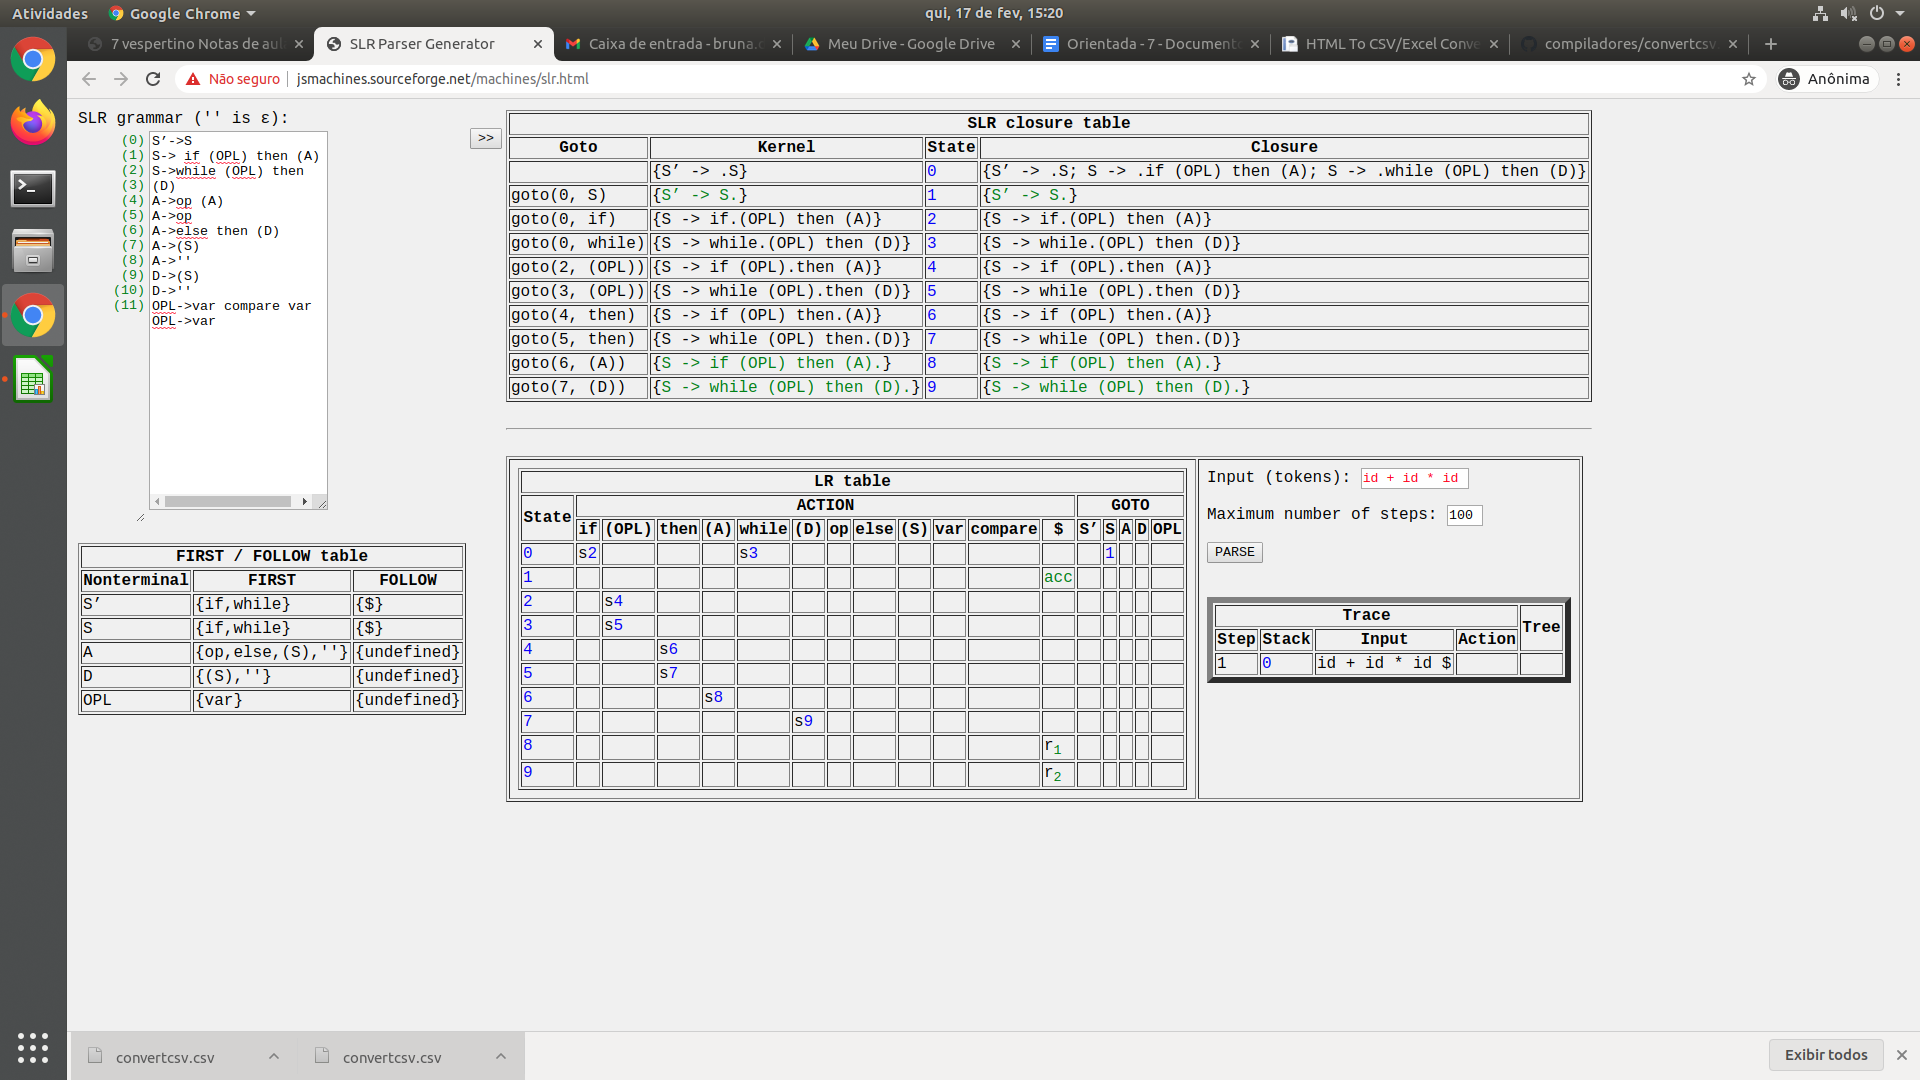 Atividades
Google Chrome
qui, 17 de fev, 15:20
7 vespertino Notas de aul
SLR Parser Generator
Caixa de entrada - bruna.
Meu Drive - Google Drive
Orientada - 7 - Document
HTML To CSV/Excel Conve
compiladores/convertcsv.
Não seguro
jsmachines.sourceforge.net/machines/slr.html
Anônima
SLR grammar ('' is ε):
(0) S’->S
(1) S-> if (OPL) then (A)
(2) S->while (OPL) then
(3) (D)
(4) A->op (A)
(5) A->op
(6) A->else then (D)
(7) A->(S)
(8) A->''
(9) D->(S)
(10) D->''
(11) OPL->var compare var
OPL->var
>>
FIRST / FOLLOW table
Nonterminal FIRST FOLLOW
S’ {if,while} {$}
S {if,while} {$}
A {op,else,(S),''} {undefined}
D {(S),''} {undefined}
OPL {var} {undefined}
SLR closure table
Goto Kernel State Closure
{S’ -> .S} 0 {S’ -> .S; S -> .if (OPL) then (A); S -> .while (OPL) then (D)}
goto(0, S) {S’ -> S.} 1 {S’ -> S.}
goto(0, if) {S -> if.(OPL) then (A)} 2 {S -> if.(OPL) then (A)}
goto(0, while) {S -> while.(OPL) then (D)} 3 {S -> while.(OPL) then (D)}
goto(2, (OPL)) {S -> if (OPL).then (A)} 4 {S -> if (OPL).then (A)}
goto(3, (OPL)) {S -> while (OPL).then (D)} 5 {S -> while (OPL).then (D)}
goto(4, then) {S -> if (OPL) then.(A)} 6 {S -> if (OPL) then.(A)}
goto(5, then) {S -> while (OPL) then.(D)} 7 {S -> while (OPL) then.(D)}
goto(6, (A)) {S -> if (OPL) then (A).} 8 {S -> if (OPL) then (A).}
goto(7, (D)) {S -> while (OPL) then (D).} 9 {S -> while (OPL) then (D).}
LR table
State ACTION GOTO
if (OPL) then (A) while (D) op else (S) var compare $ S’ S A D OPL
0 s2 s3 1
1 acc
2 s4
3 s5
4 s6
5 s7
6 s8
7 s9
8 r1
9 r2
Input (tokens): id + id * id
Maximum number of steps: 100
PARSE
Trace Tree
Step Stack Input Action
1 0 id + id * id $
convertcsv.csv
convertcsv.csv
Exibir todos